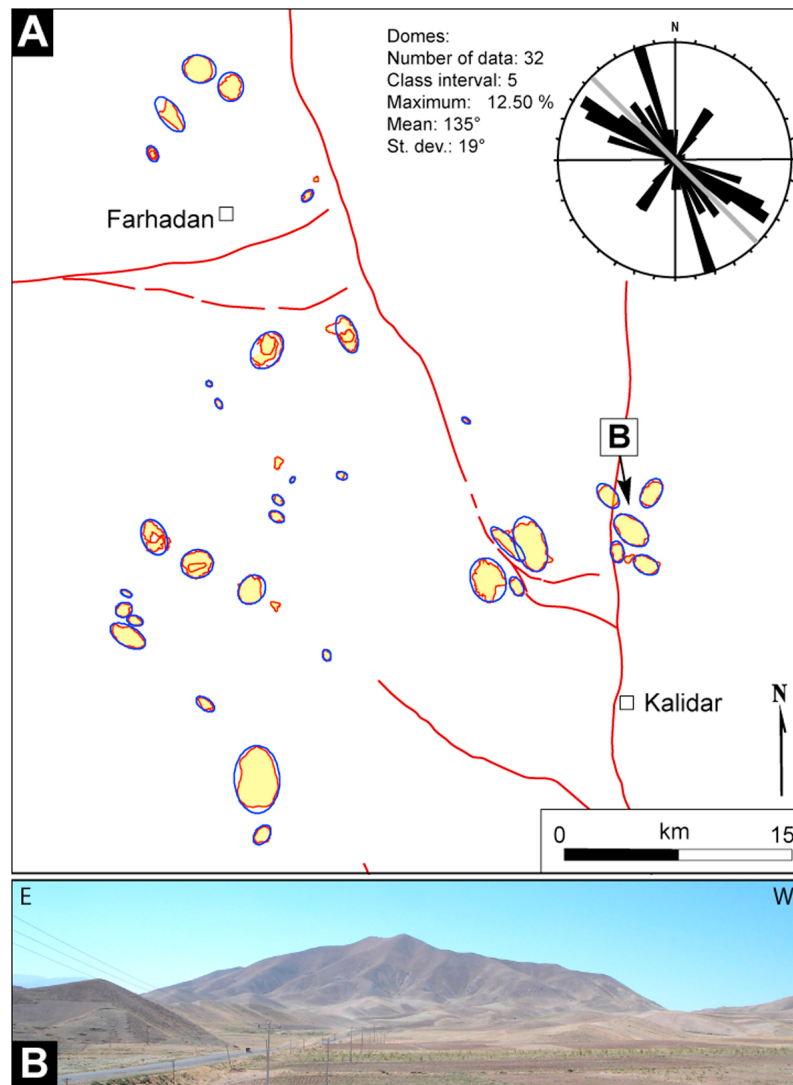 A
Domes:
Number of data: 32
Class interval: 5
Maximum: 12.50 %
Mean: 135°
St. dev.: 19°
N
Farhadan
B
Kalidar
N
0 km 15
E W
B